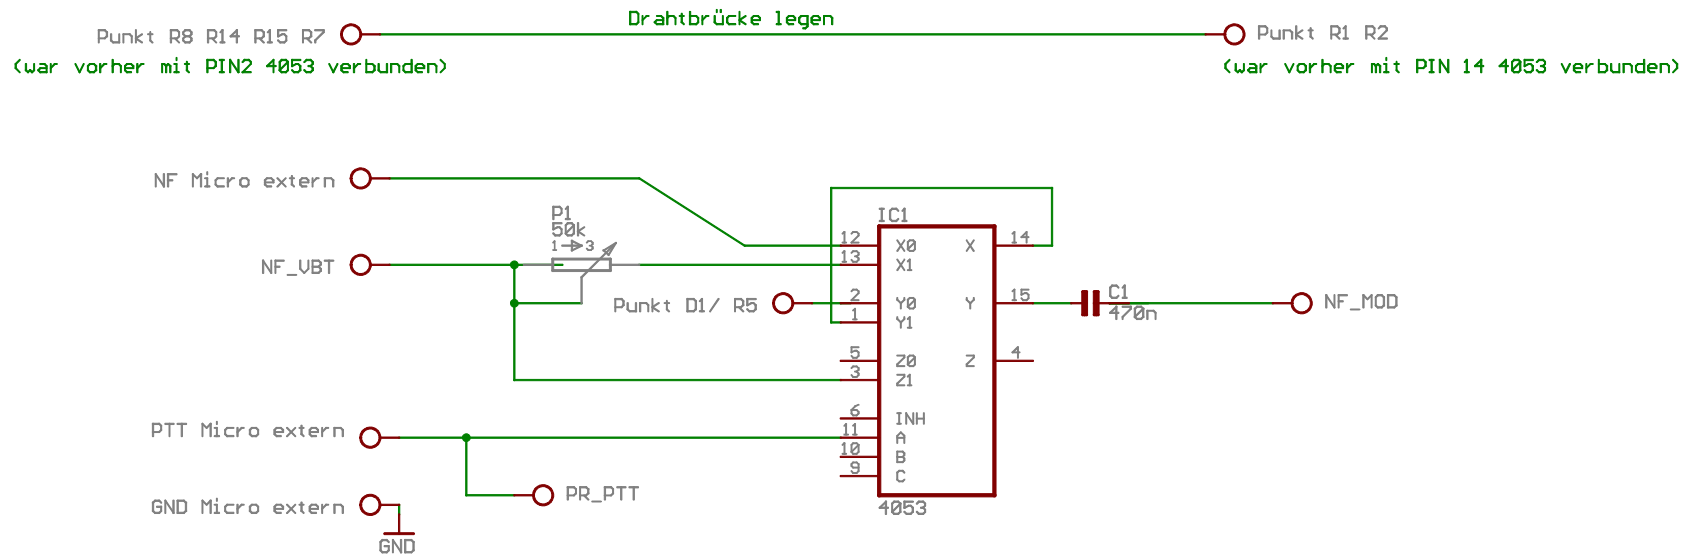 Drahtbrücke legen
Punkt R8 R14 R15 R7
Punkt R1 R2
(war vorher mit PIN2 4053 verbunden)
(war vorher mit PIN 14 4053 verbunden)
NF Micro extern
P1
50k
1 3
NF_VBT
Punkt D1/ R5
IC1
12 X0 X 14
13 X1
2 Y0 Y 15
1 Y1
5 Z0 Z 4
3 Z1
6 INH
11 A
10 B
9 C
4053
C1
470n
NF_MOD
PTT Micro extern
PR_PTT
GND Micro extern
GND